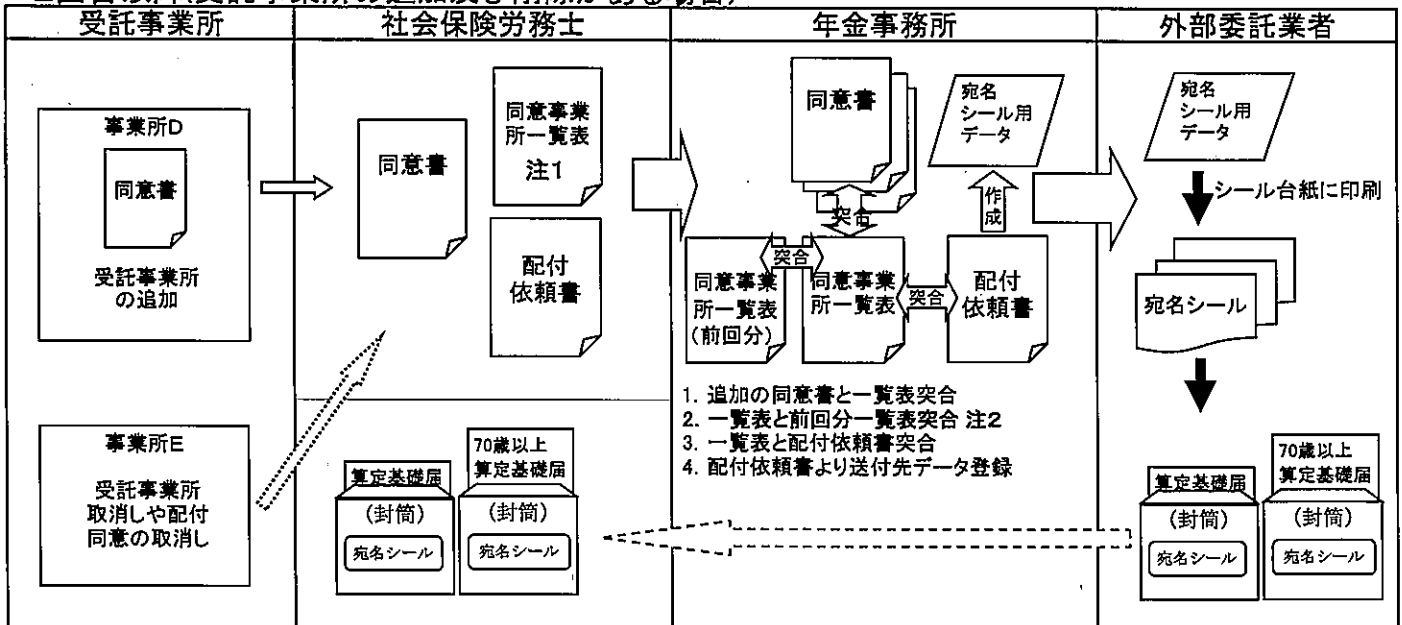 受託事業所
社会保険労務士
年金事務所
外部委託業者
事業所D
同意書
受託事業所
の追加
事業所E
受託事業所
取消しや配付
同意の取消し
同意書
同意事業
所一覧表
注1
配付
依頼書
算定基礎届
(封筒)
宛名シール
70歳以上
算定基礎届
(封筒)
宛名シール
同意書
宛名
シール用
データ
突合
作成
突合
同意事業
所一覧表
(前回分)
同意事業
所一覧表
突合
配付
依頼書
1. 追加の同意書と一覧表突合
2. 一覧表と前回分一覧表突合 注2
3. 一覧表と配付依頼書突合
4. 配付依頼書より送付先データ登録
宛名
シール用
データ
シール台紙に印刷
宛名シール
算定基礎届
(封筒)
宛名シール
70歳以上
算定基礎届
(封筒)
宛名シール